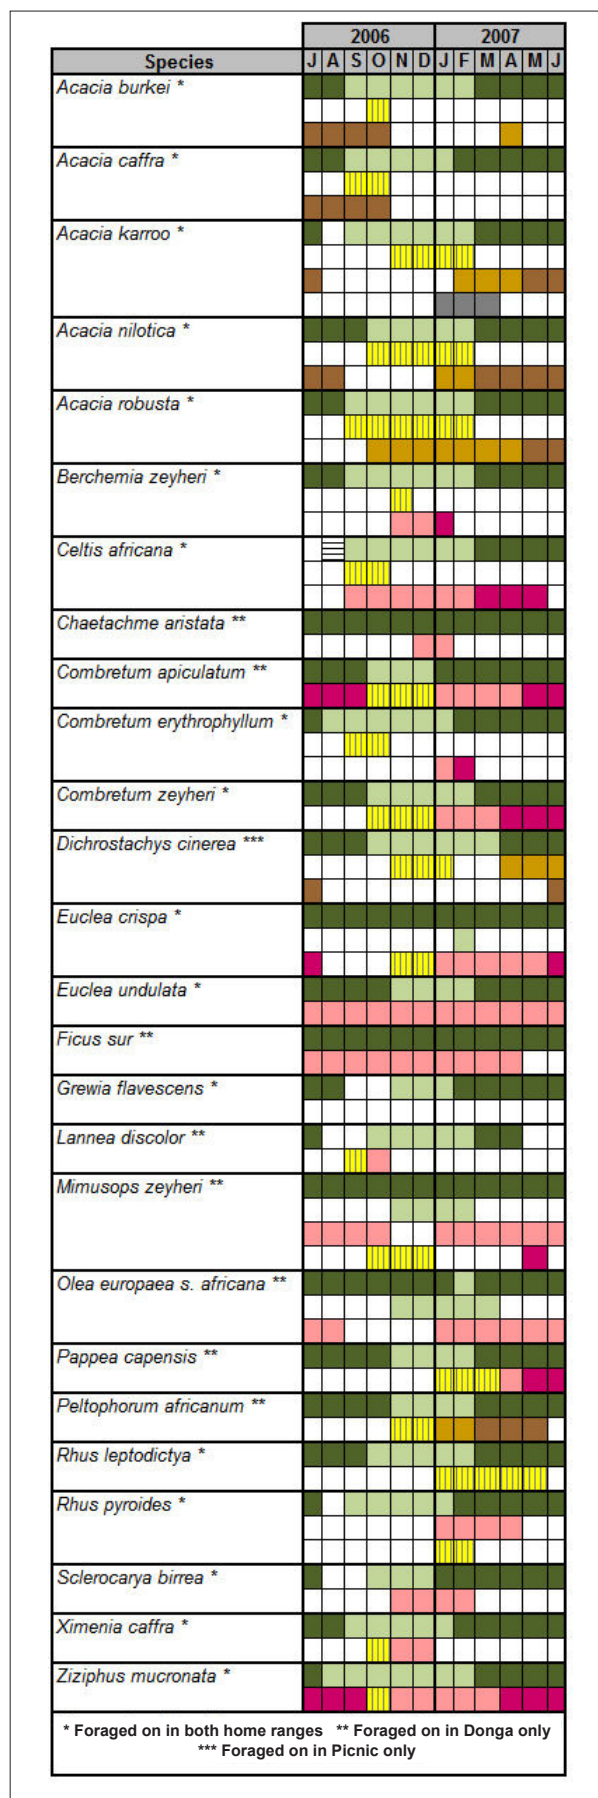 2006 2007
Species J A S O N D J F M A M J
Acacia burkei *
Acacia caffra *
Acacia karroo *
Acacia nilotica *
Acacia robusta *
Berchemia zeyheri *
Celtis africana *
Chaetachme aristata **
Combretum apiculatum **
Combretum erythrophyllum *
Combretum zeyheri *
Dichrostachys cinerea ***
Euclea crispa *
Euclea undulata *
Ficus sur **
Grewia flavescens *
Lannea discolor **
Mimusops zeyheri **
Olea europaea s. africana **
Pappea capensis **
Peltophorum africanum **
Rhus leptodictya *
Rhus pyroides *
Sclerocarya birrea *
Ximenia caffra *
Ziziphus mucronata *
* Foraged on in both home ranges ** Foraged on in Donga only
*** Foraged on in Picnic only